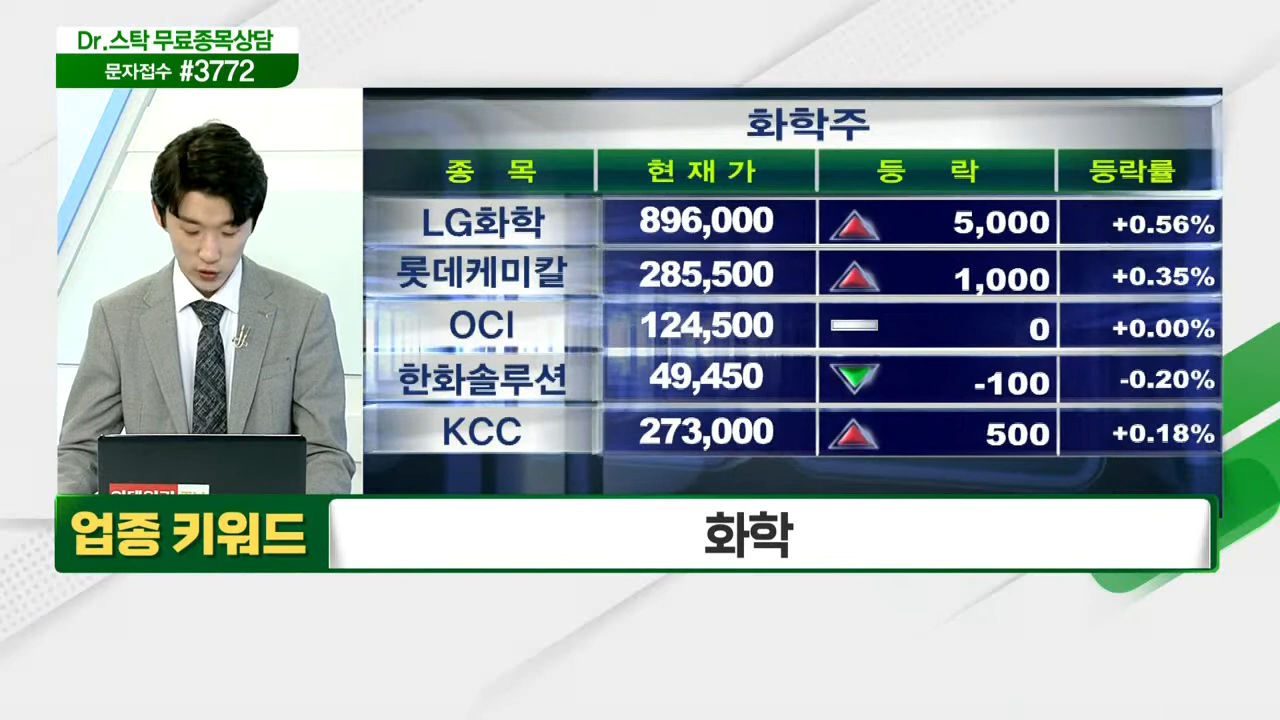 Dr.스탁 무료종목상담
문자접수 #3772
화학주
종 목 현재가 등 락 등락률
LG화학 896,000 5,000 +0.56%
롯데케미칼 285,500 1,000 +0.35%
OCI 124,500 0 +0.00%
한화솔루션 49,450 -100 -0.20%
KCC 273,000 500 +0.18%
업종 키워드 화학